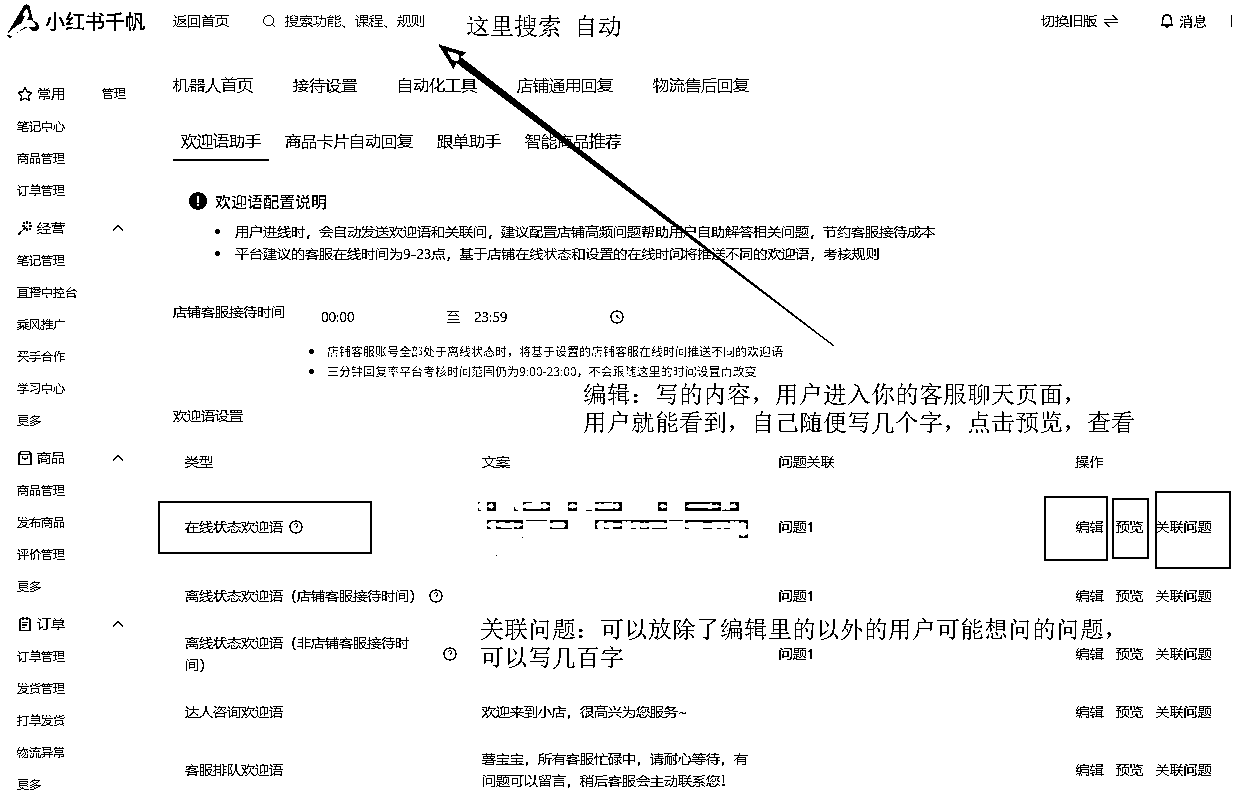 小红书千帆 返回首页 搜索功能、课程、规则 这里搜索 自动 切换旧版 消息
常用 管理
笔记中心
商品管理
订单管理
经营
笔记管理
直播中控台
乘风推广
买手合作
学习中心
更多
商品
商品管理
发布商品
评价管理
更多
订单
订单管理
发货管理
打单发货
物流异常
更多
机器人首页 接待设置 自动化工具 店铺通用回复 物流售后回复
欢迎语助手 商品卡片自动回复 跟单助手 智能商品推荐
欢迎语配置说明
用户进线时，会自动发送欢迎语和关联问，建议配置店铺高频问题帮助用户自助解答相关问题，节约客服接待成本
平台建议的客服在线时间为9-23点，基于店铺在线状态和设置的在线时间将推送不同的欢迎语，考核规则
店铺客服接待时间 00:00 至 23:59
店铺客服账号全部处于离线状态时，将基于设置的店铺客服在线时间推送不同的欢迎语
三分钟回复率平台考核时间范围仍为9:00-23:00，不会跟随这里的时间设置而改变
编辑：写的内容，用户进入你的客服聊天页面，
用户就能看到，自己随便写几个字，点击预览，查看
欢迎语设置
类型 文案 问题关联 操作
在线状态欢迎语 问题1 编辑 预览 关联问题
离线状态欢迎语（店铺客服接待时间） 问题1 编辑 预览 关联问题
关联问题：可以放除了编辑里的以外的用户可能想问的问题，
可以写几百字
离线状态欢迎语（非店铺客服接待时
间） 问题1 编辑 预览 关联问题
达人咨询欢迎语 欢迎来到小店，很高兴为您服务~ 编辑 预览 关联问题
客服排队欢迎语 薯宝宝，所有客服忙碌中，请耐心等待，有
问题可以留言，稍后客服会主动联系您！ 编辑 预览 关联问题